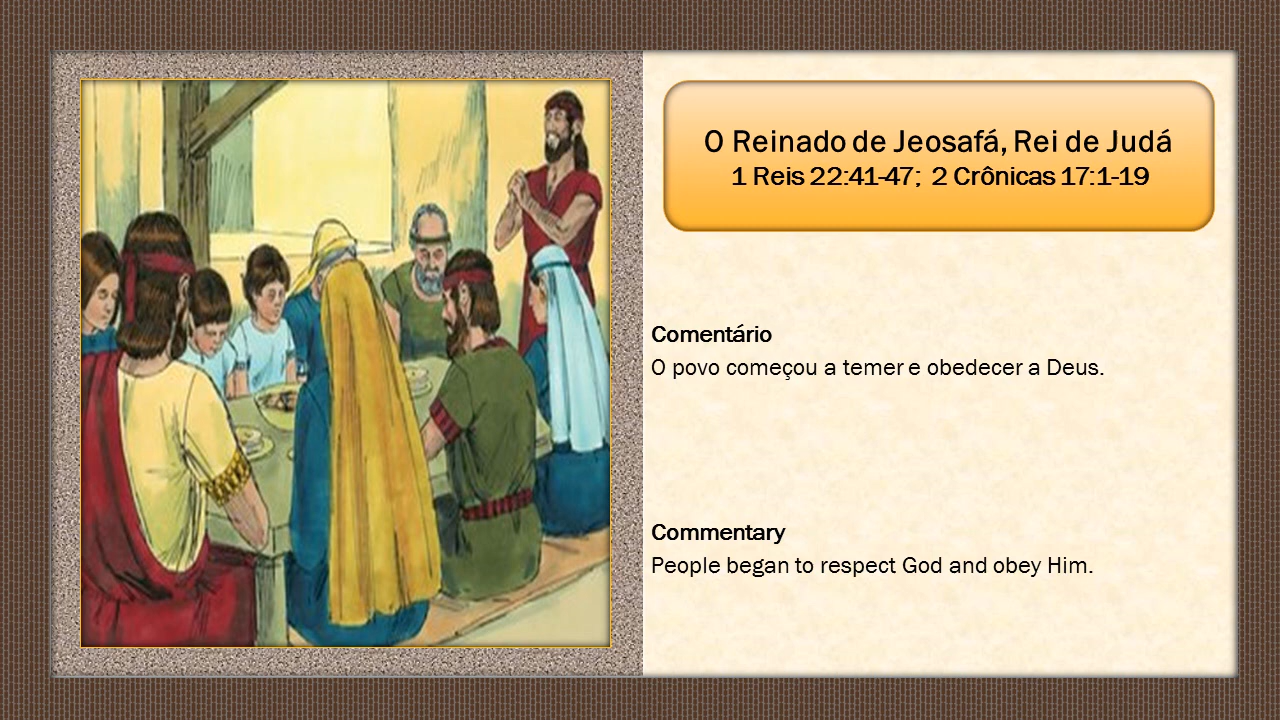 O Reinado de Jeosafá, Rei de Judá
1 Reis 22:41-47; 2 Crônicas 17:1-19
Comentário
O povo começou a temer e obedecer a Deus.
Commentary
People began to respect God and obey Him.